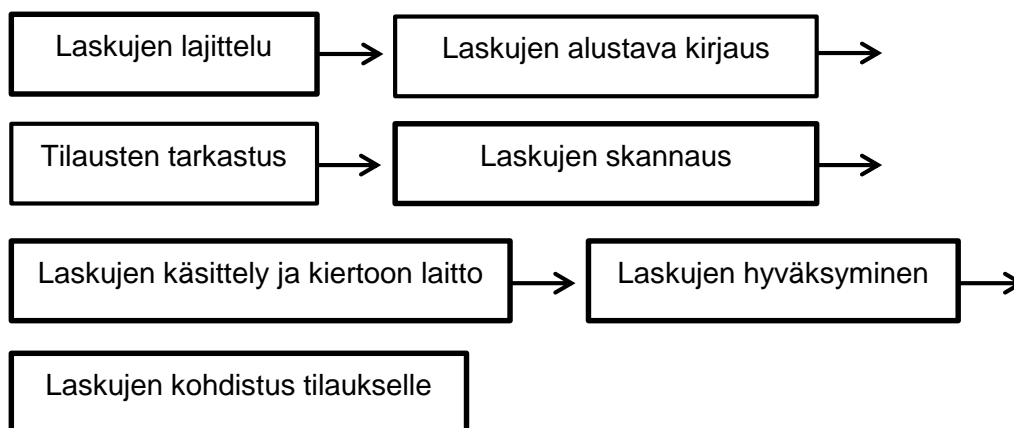 Laskujen lajittelu
Laskujen alustava kirjaus
Tilausten tarkastus
Laskujen skannaus
Laskujen käsittely ja kiertoon laitto
Laskujen hyväksyminen
Laskujen kohdistus tilaukselle